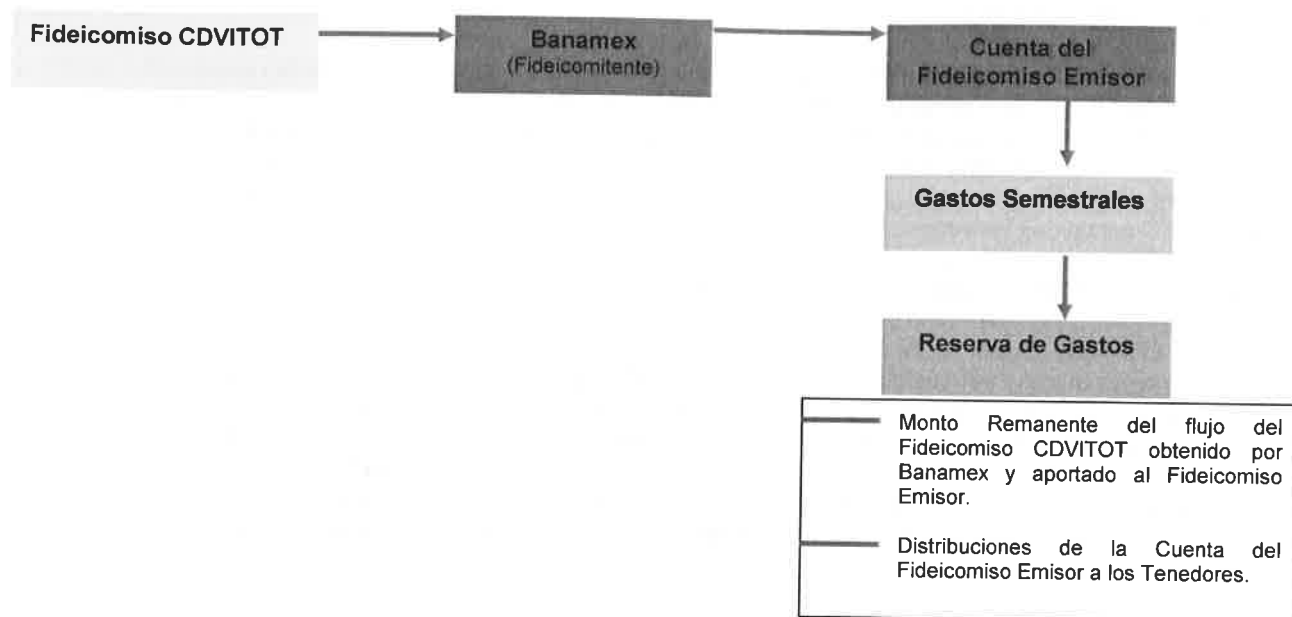 Fideicomiso CDVITOT
Banamex
(Fideicomitente)
Cuenta del
Fideicomiso Emisor
Gastos Semestrales
Reserva de Gastos
Monto Remanente del flujo del
Fideicomiso CDVITOT obtenido por
Banamex y aportado al Fideicomiso
Emisor.
Distribuciones de la Cuenta del
Fideicomiso Emisor a los Tenedores.